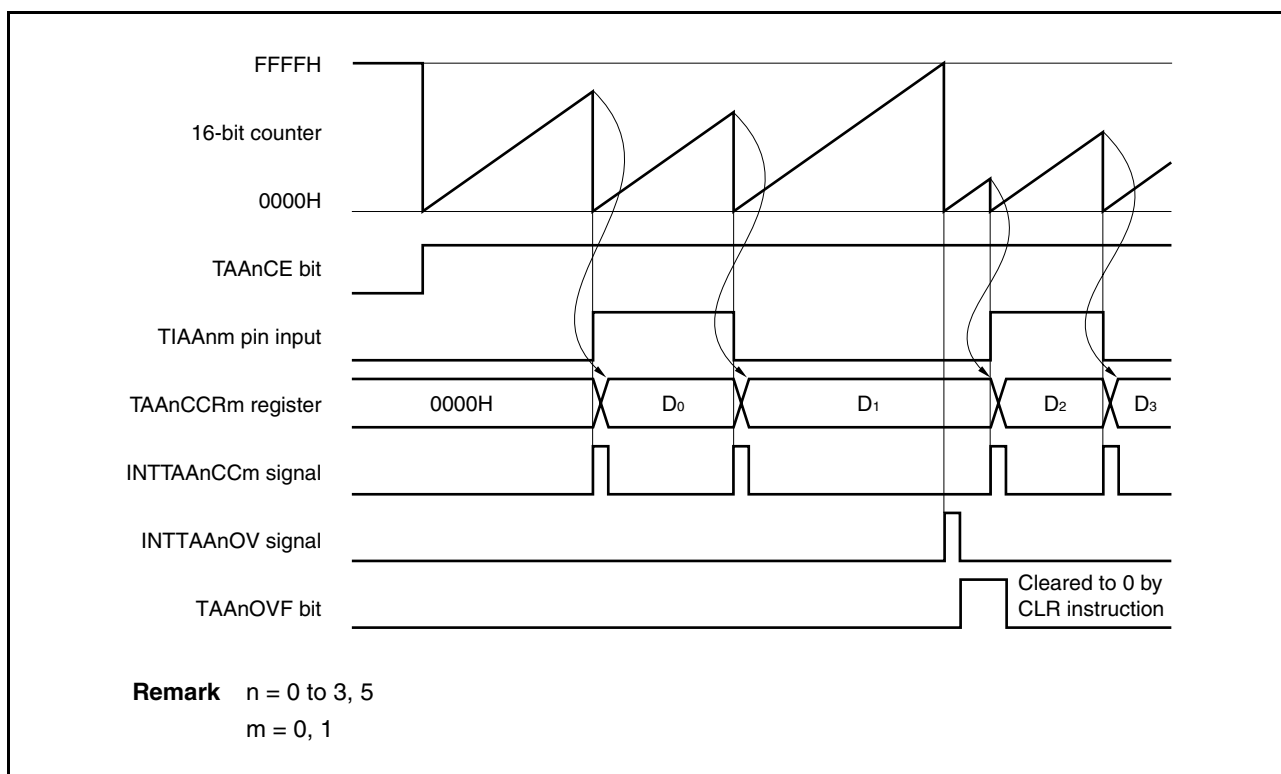 FFFFH
16-bit counter
0000H
TAAnCE bit
TIAAnm pin input
TAAnCCRm register
0000H
D0
D1
D2
D3
INTTAAnCCm signal
INTTAAnOV signal
TAAnOVF bit
Cleared to 0 by
CLR instruction
Remark n = 0 to 3, 5
m = 0, 1